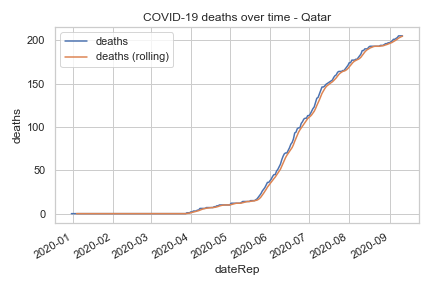 COVID-19 deaths over time - Qatar
deaths
deaths (rolling)
200
150
100
50
0
deaths
2020-01
2020-02
2020-03
2020-04
2020-05
2020-06
2020-07
2020-08
2020-09
dateRep